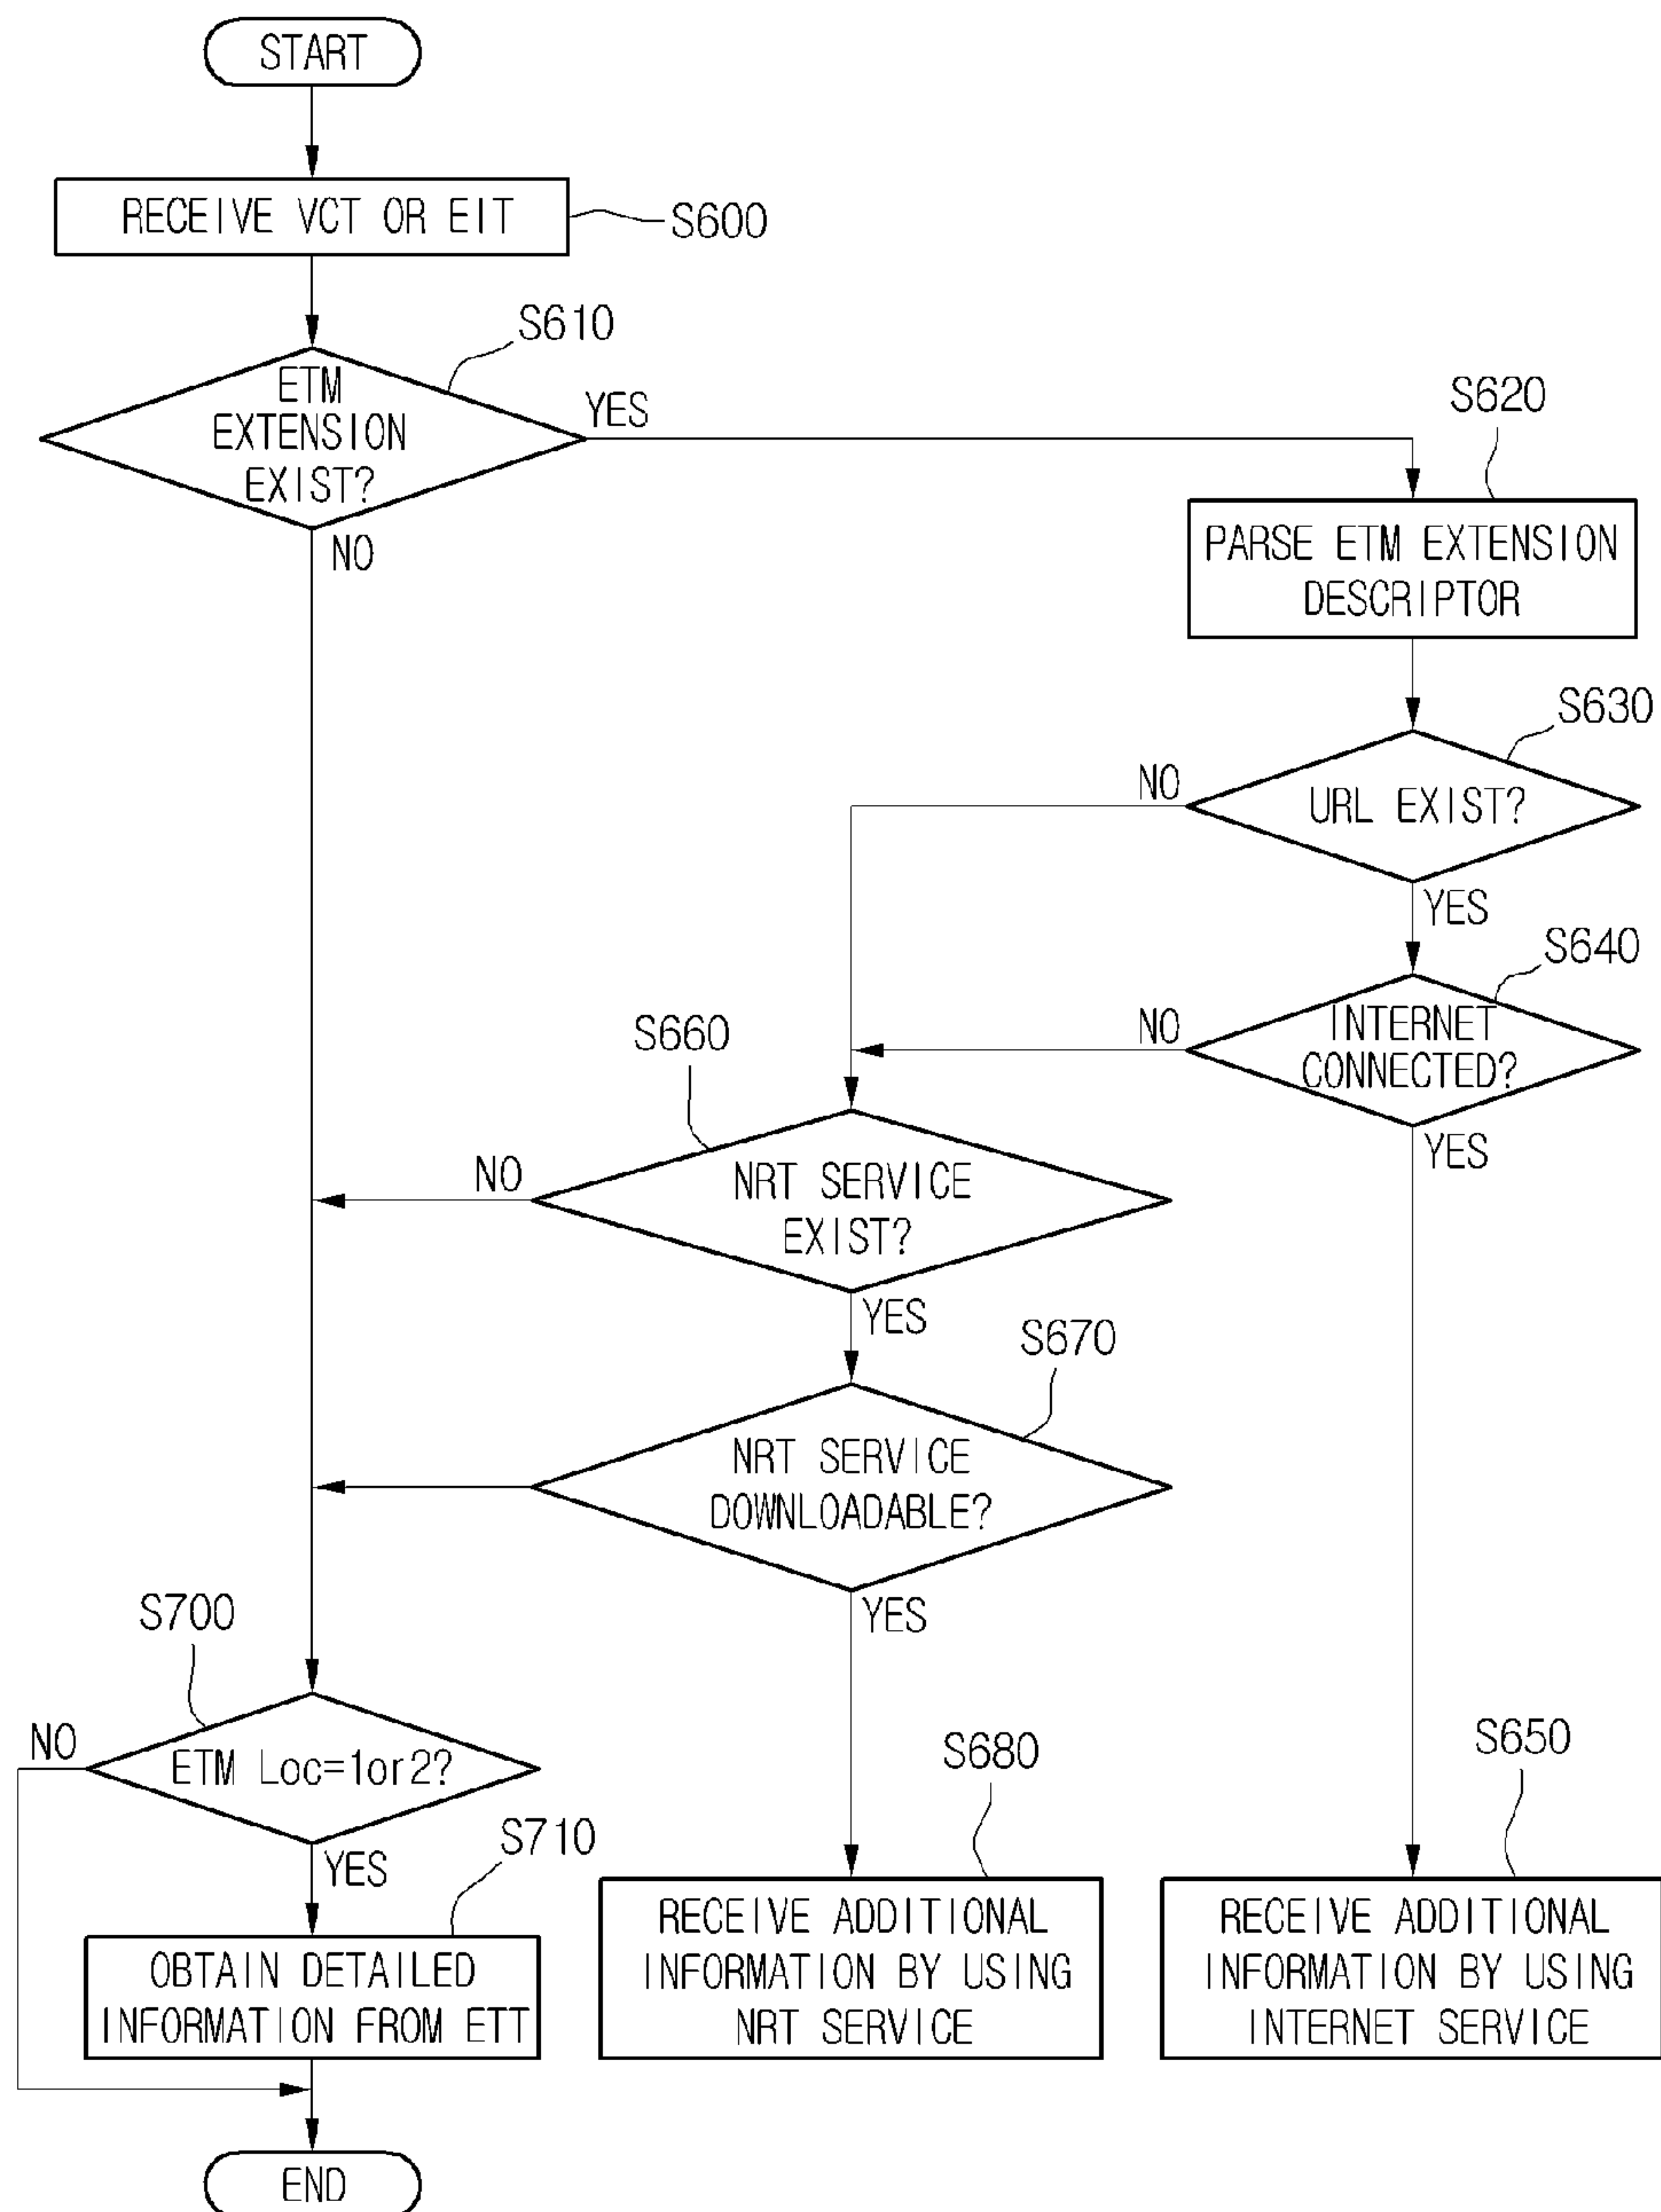 START
RECEIVE VCT OR EIT
S600
S610
ETM
EXTENSION
EXIST?
YES
NO
S620
PARSE ETM EXTENSION
DESCRIPTOR
S630
URL EXIST?
NO
YES
S640
INTERNET
CONNECTED?
NO
YES
S660
NRT SERVICE
EXIST?
NO
YES
S670
NRT SERVICE
DOWNLOADABLE?
YES
S700
ETM Loc=1or2?
NO
YES
S710
OBTAIN DETAILED
INFORMATION FROM ETT
S680
RECEIVE ADDITIONAL
INFORMATION BY USING
NRT SERVICE
S650
RECEIVE ADDITIONAL
INFORMATION BY USING
INTERNET SERVICE
END